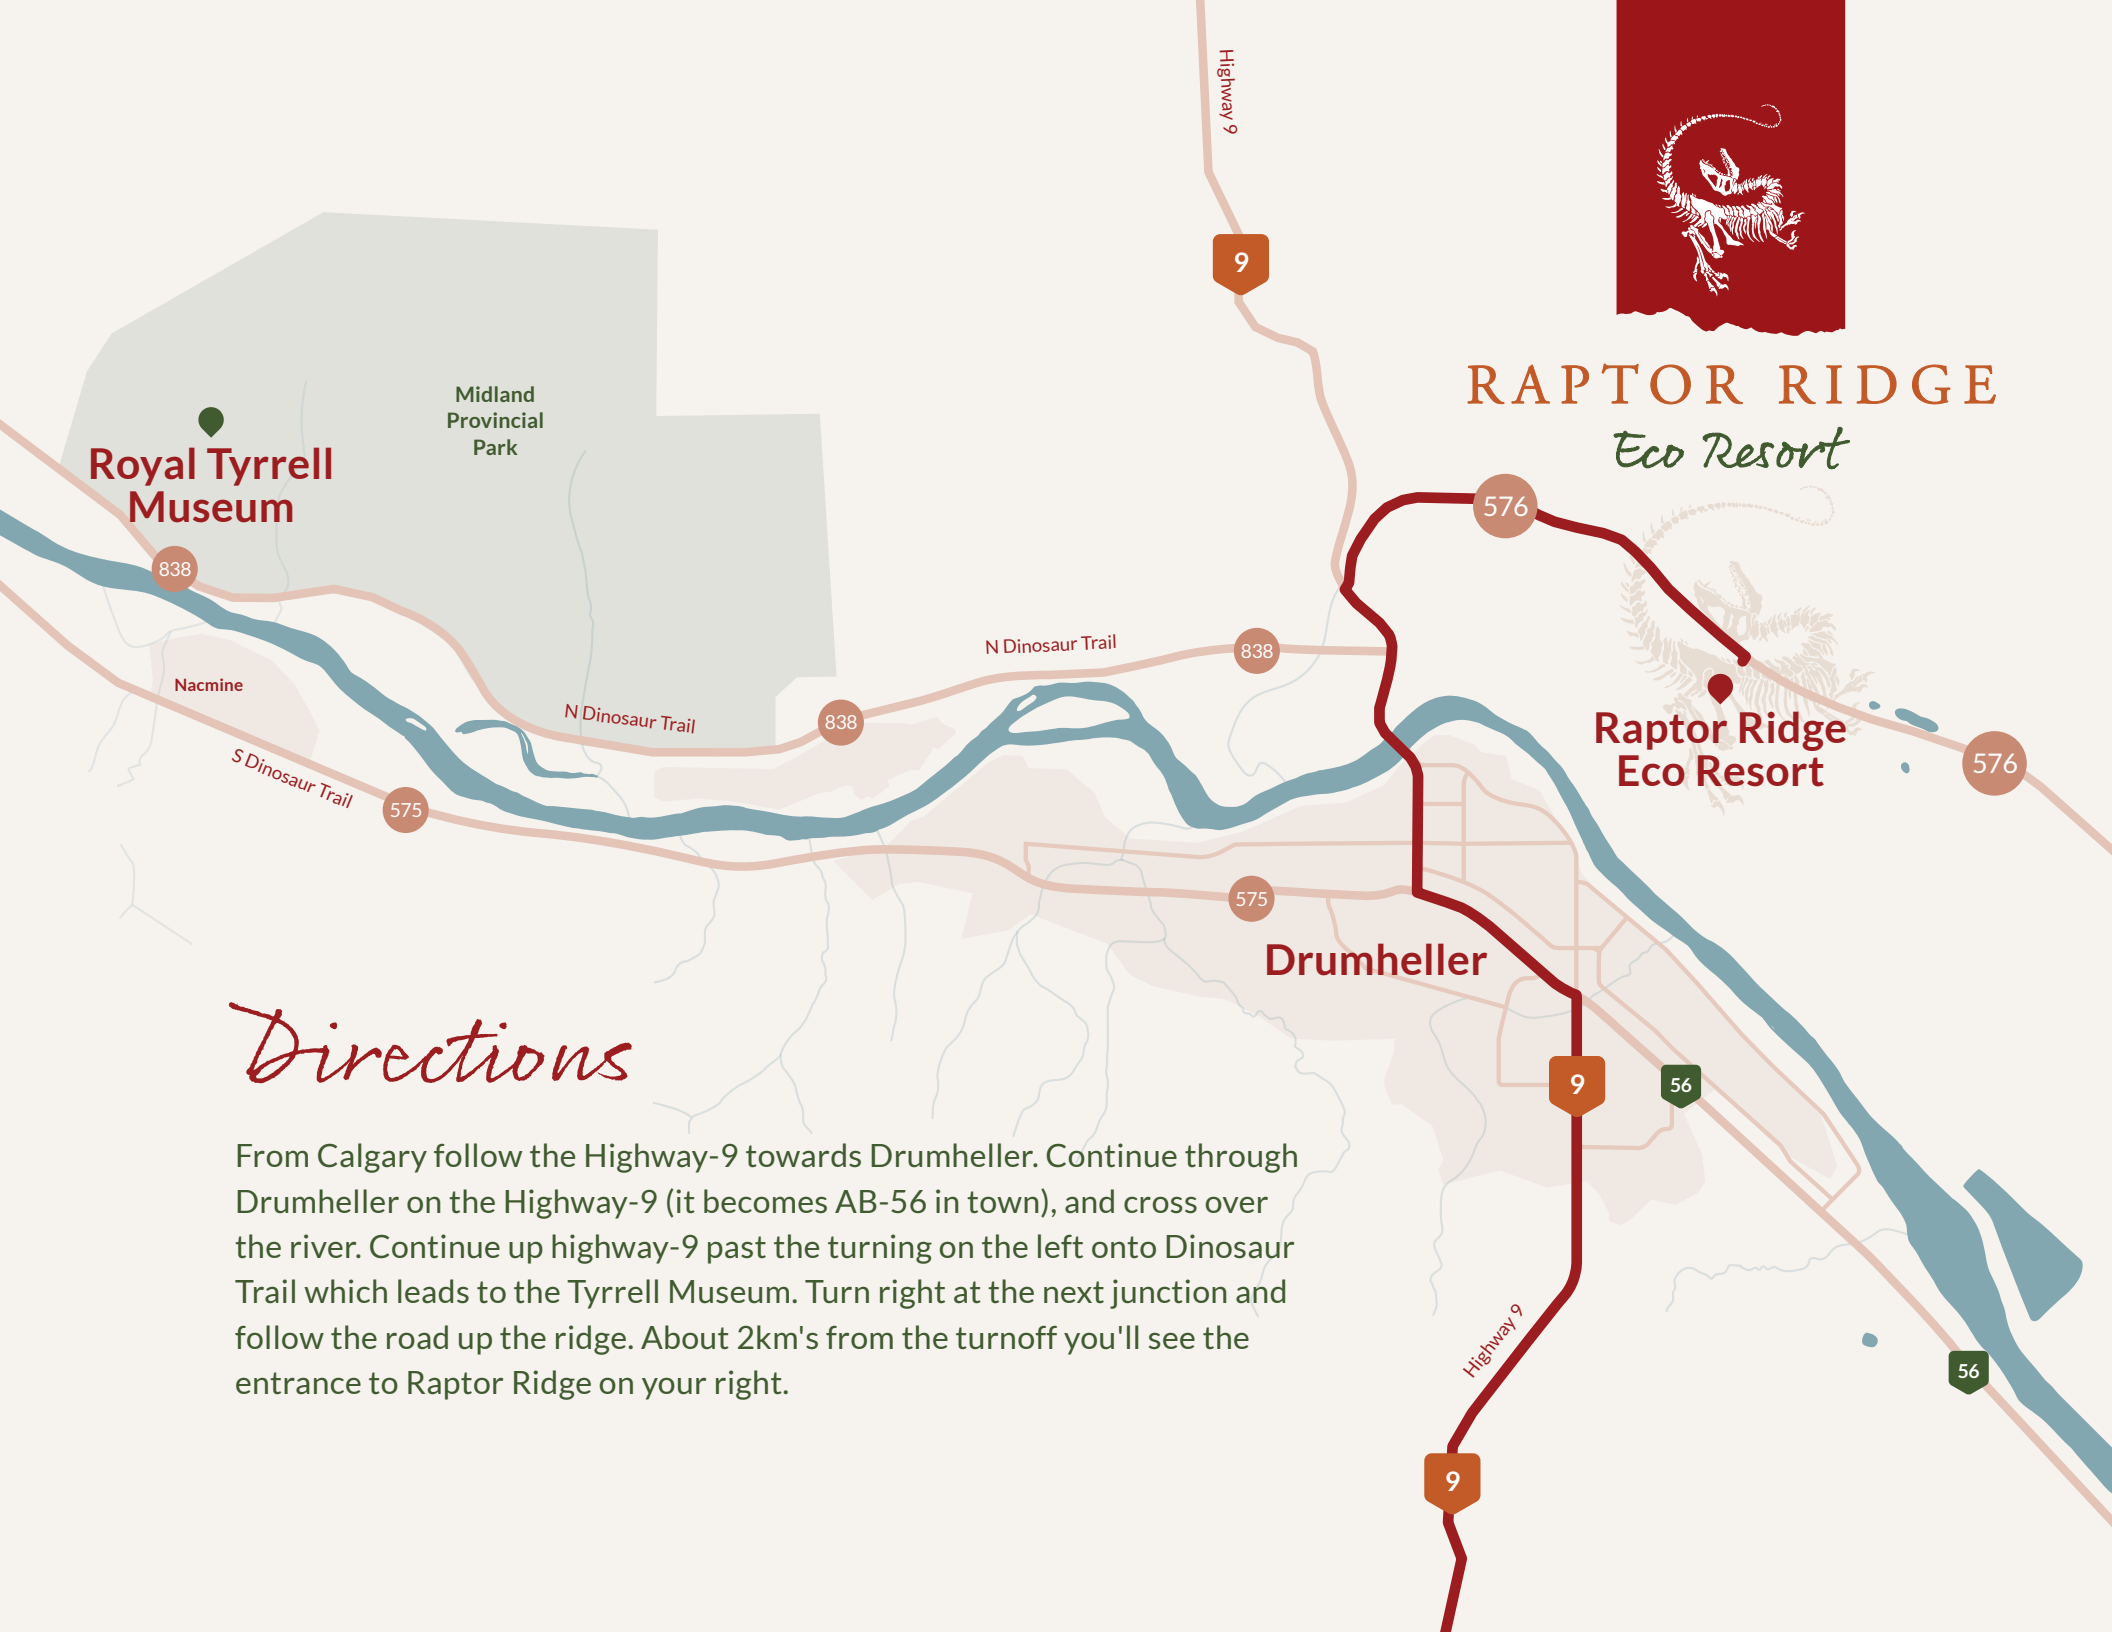 Highway 9
9
RAPTOR RIDGE
Eco Resort
Midland
Provincial
Park
Royal Tyrrell
Museum
576
838
N Dinosaur Trail
838
Nacmine
N Dinosaur Trail
838
Raptor Ridge
Eco Resort
576
S Dinosaur Trail
575
575
Drumheller
Directions
9
56
From Calgary follow the Highway-9 towards Drumheller. Continue through
Drumheller on the Highway-9 (it becomes AB-56 in town), and cross over
the river. Continue up highway-9 past the turning on the left onto Dinosaur
Trail which leads to the Tyrrell Museum. Turn right at the next junction and
follow the road up the ridge. About 2km's from the turnoff you'll see the
entrance to Raptor Ridge on your right.
Highway 9
56
9